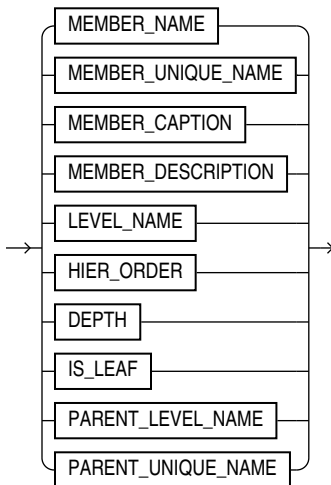 MEMBER_NAME
MEMBER_UNIQUE_NAME
MEMBER_CAPTION
MEMBER_DESCRIPTION
LEVEL_NAME
HIER_ORDER
DEPTH
IS_LEAF
PARENT_LEVEL_NAME
PARENT_UNIQUE_NAME